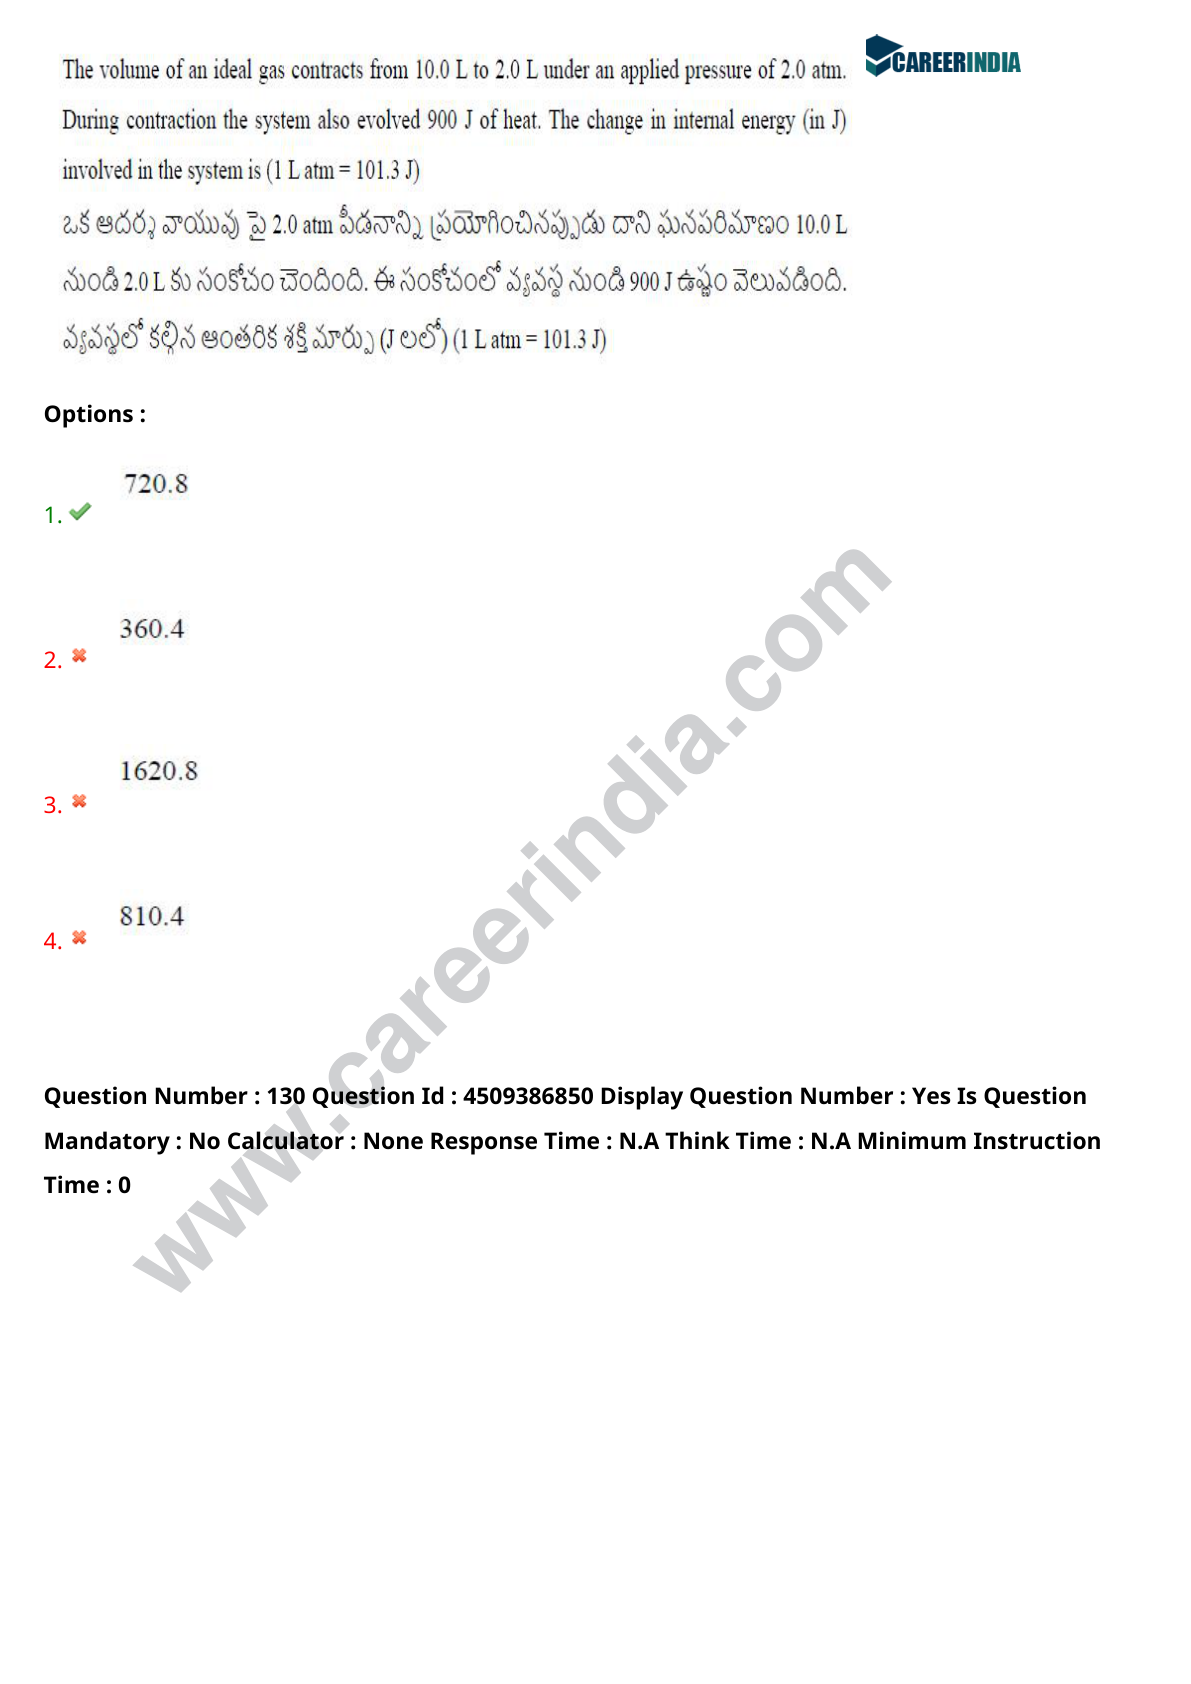 CAREERINDIA
The volume of an ideal gas contracts from 10.0 L to 2.0 L under an applied pressure of 2.0 atm.
During contraction the system also evolved 900 J of heat. The change in internal energy (in J)
involved in the system is (1 L atm = 101.3 J)
ఒక ఆదర్శ వాయువు పై 2.0 atm పీడనాన్ని ప్రయోగించినప్పుడు దాని ఘనపరిమాణం 10.0 L
నుండి 2.0 L కు సంకోచం చెందింది. ఈ సంకోచంలో వ్యవస్థ నుండి 900 J ఉష్ణం వెలువడింది.
వ్యవస్థలో కల్గిన ఆంతరిక శక్తి మార్పు (J లలో) (1 L atm = 101.3 J)
Options :
720.8
1.
360.4
2.
1620.8
3.
810.4
4.
www.careerindia.com
Question Number : 130 Question Id : 4509386850 Display Question Number : Yes Is Question
Mandatory : No Calculator : None Response Time : N.A Think Time : N.A Minimum Instruction
Time : 0